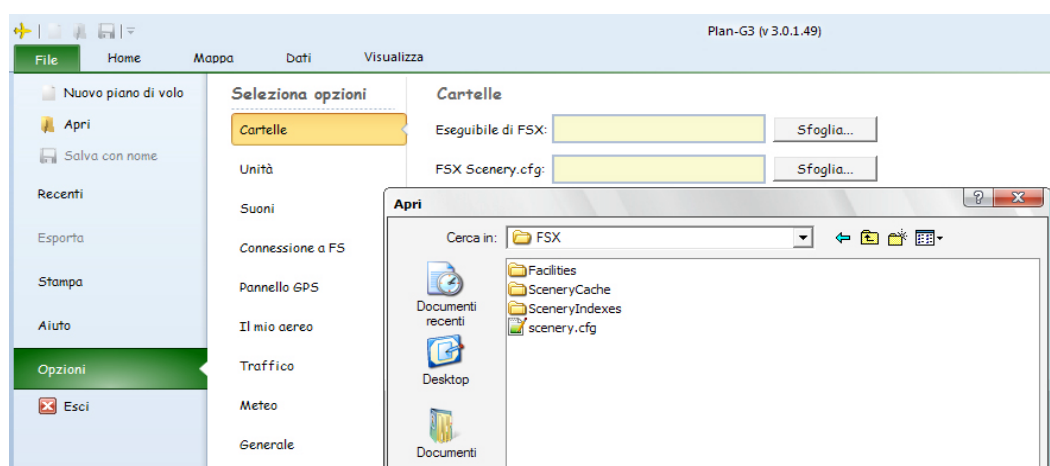 Plan-G3 (v 3.0.1.49)
File Home Mappa Dati Visualizza
Nuovo piano di volo
Apri
Salva con nome
Recenti
Esporta
Stampa
Aiuto
Opzioni
Esci
Seleziona opzioni
Cartelle
Unità
Suoni
Connessione a FS
Pannello GPS
Il mio aereo
Traffico
Meteo
Generale
Cartelle
Eseguibile di FSX: Sfoglia...
FSX Scenery.cfg: Sfoglia...
Apri
Cerca in: FSX
Documenti
recenti
Desktop
Documenti
Facilities
SceneryCache
SceneryIndexes
scenery.cfg